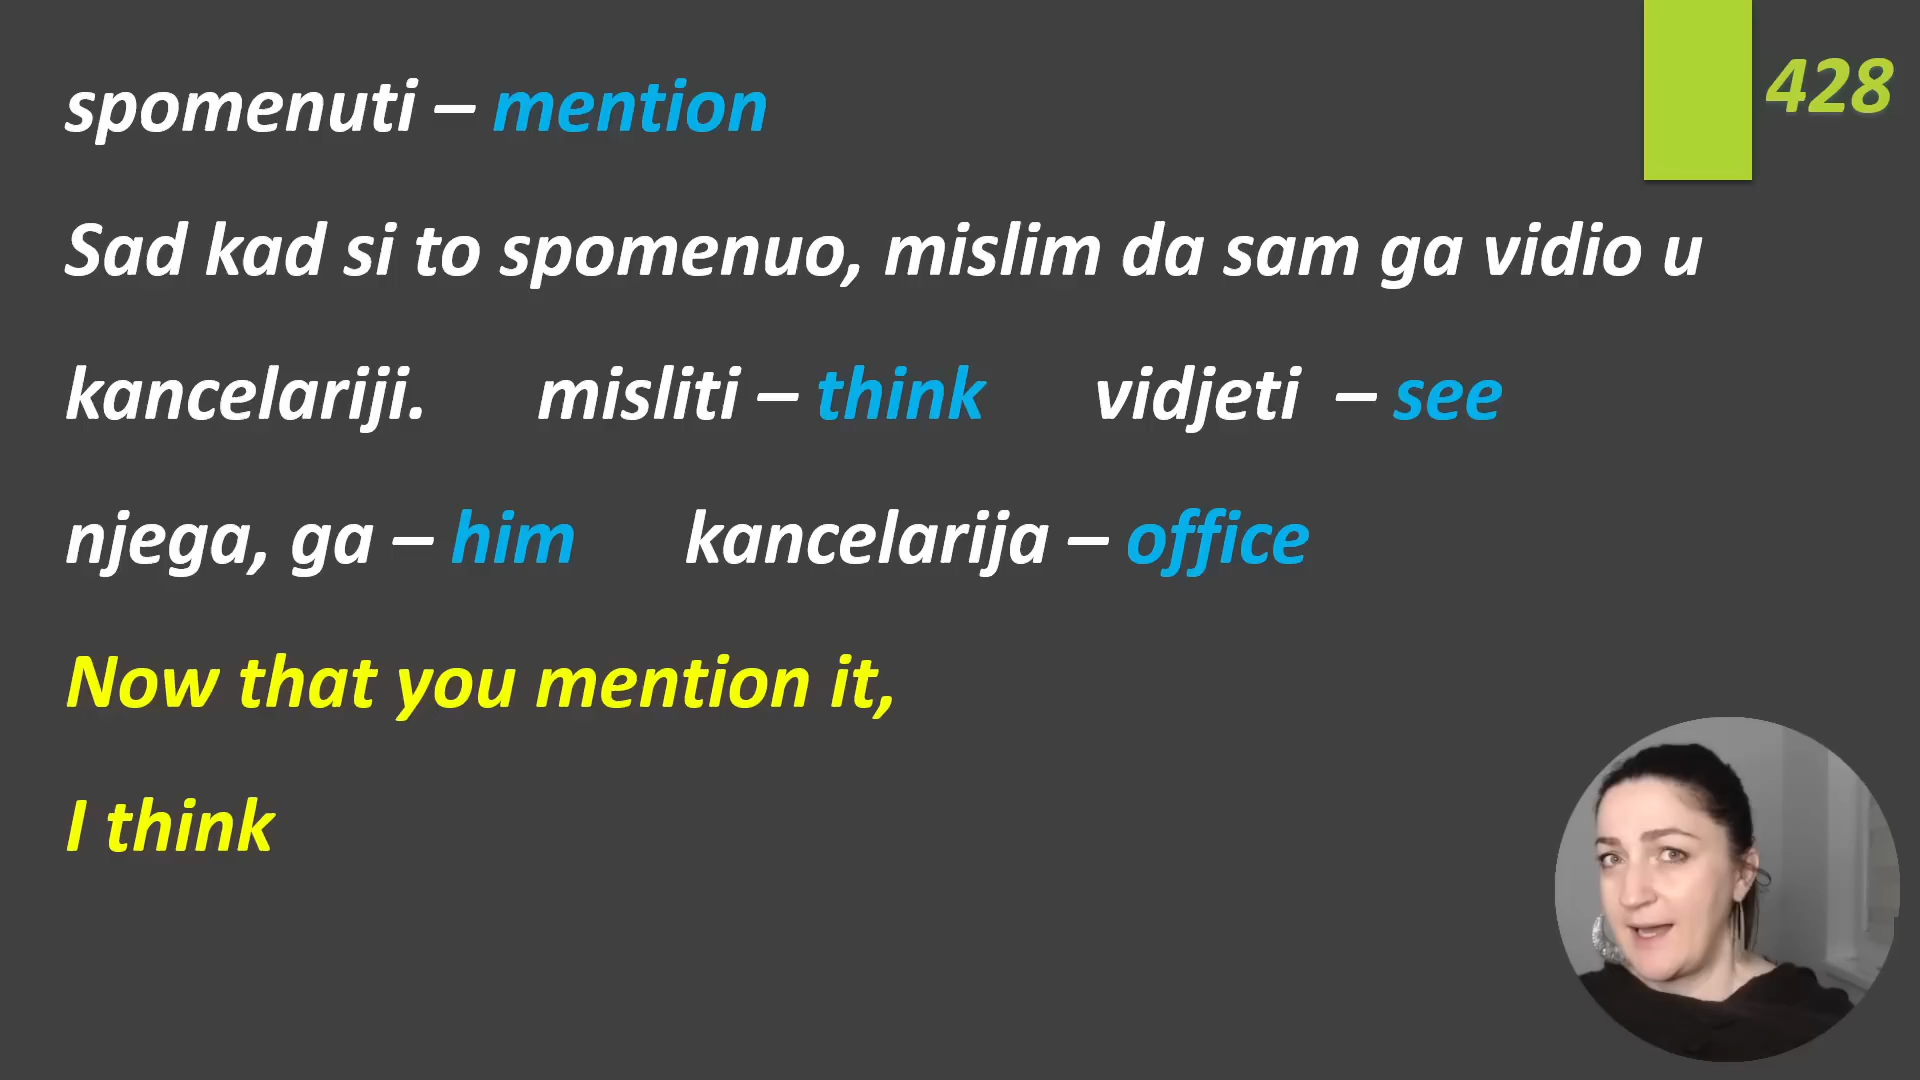 428
spomenuti – mention
Sad kad si to spomenuo, mislim da sam ga vidio u
kancelariji. misliti – think vidjeti – see
njega, ga – him kancelarija – office
Now that you mention it,
I think